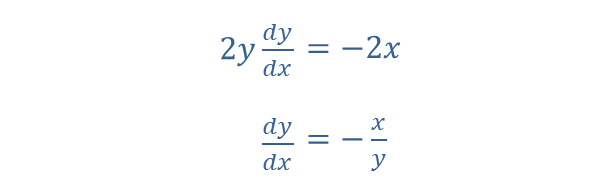 2y dy/dx = −2x
dy/dx = − x/y